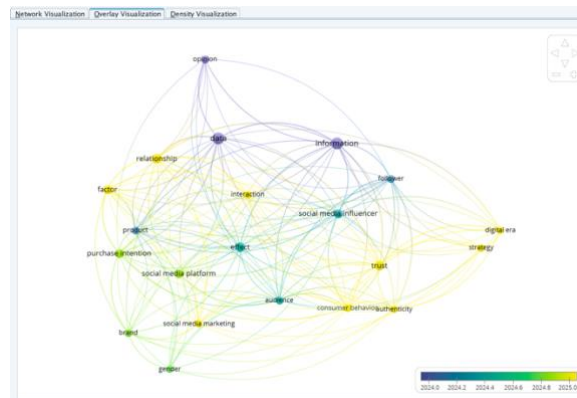 Network Visualization Overlay Visualization Density Visualization
opinion
data
information
relationship
follower
factor
interaction
social media influencer
product
digital era
effect
strategy
purchase intention
trust
social media platform
audience
consumer behavior
authenticity
social media marketing
brand
gender
2024.0 2024.2 2024.4 2024.6 2024.8 2025.0